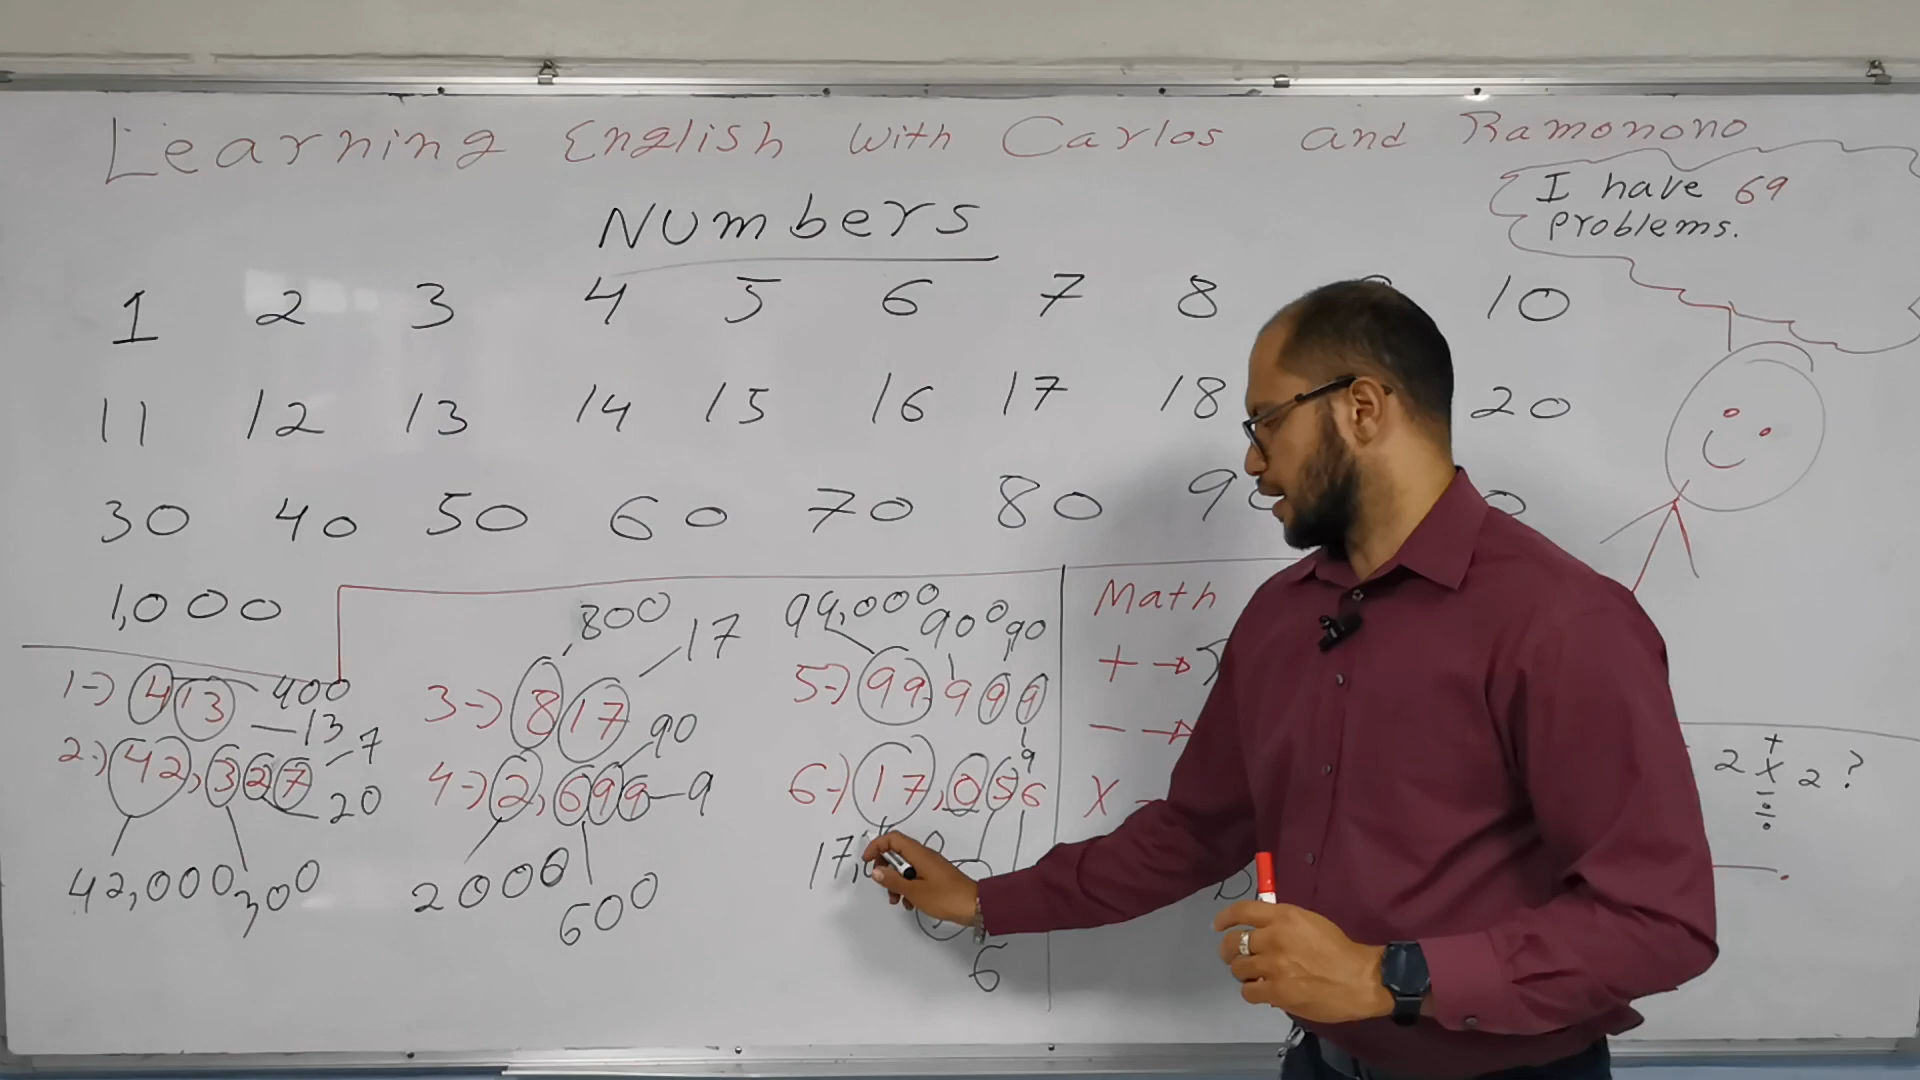 Learning English with Carlos and Ramonono
I have 69
problems.
Numbers
1 2 3 4 5 6 7 8 10
11 12 13 14 15 16 17 18 20
30 40 50 60 70 80
1,000
800 17 99,000 900 90
1-) 413 400 13
3-) 817
5-) 99 999
2-) 42,327 7 20
4-) 2,699 90 9
6-) 17,056 9
42,000 300
2000 600
6
Math
+ →
- →
X -
2 + X - ÷ 2 ?